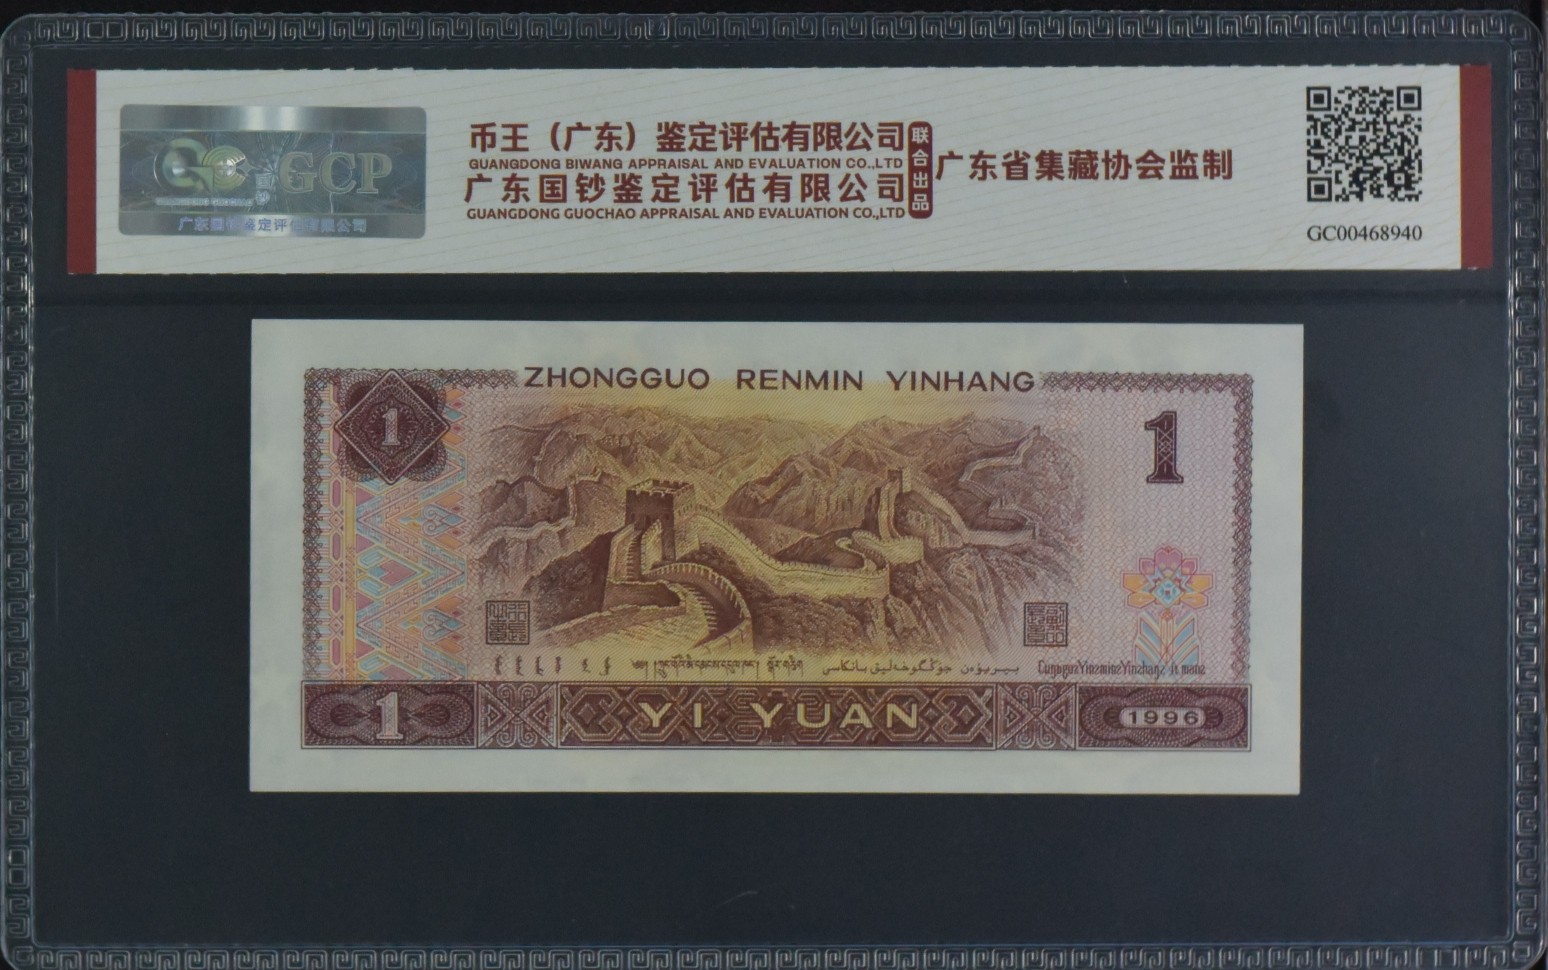 币王（广东）鉴定评估有限公司
GUANGDONG BIWANG APPRAISAL AND EVALUATION CO.,LTD
广东国钞鉴定评估有限公司
GUANGDONG GUOCHAO APPRAISAL AND EVALUATION CO.,LTD
联合出品
广东省集藏协会监制
GC00468940
GCP
广东国钞鉴定评估有限公司
ZHONGGUO RENMIN YINHANG
1
1
1
YI YUAN
1996